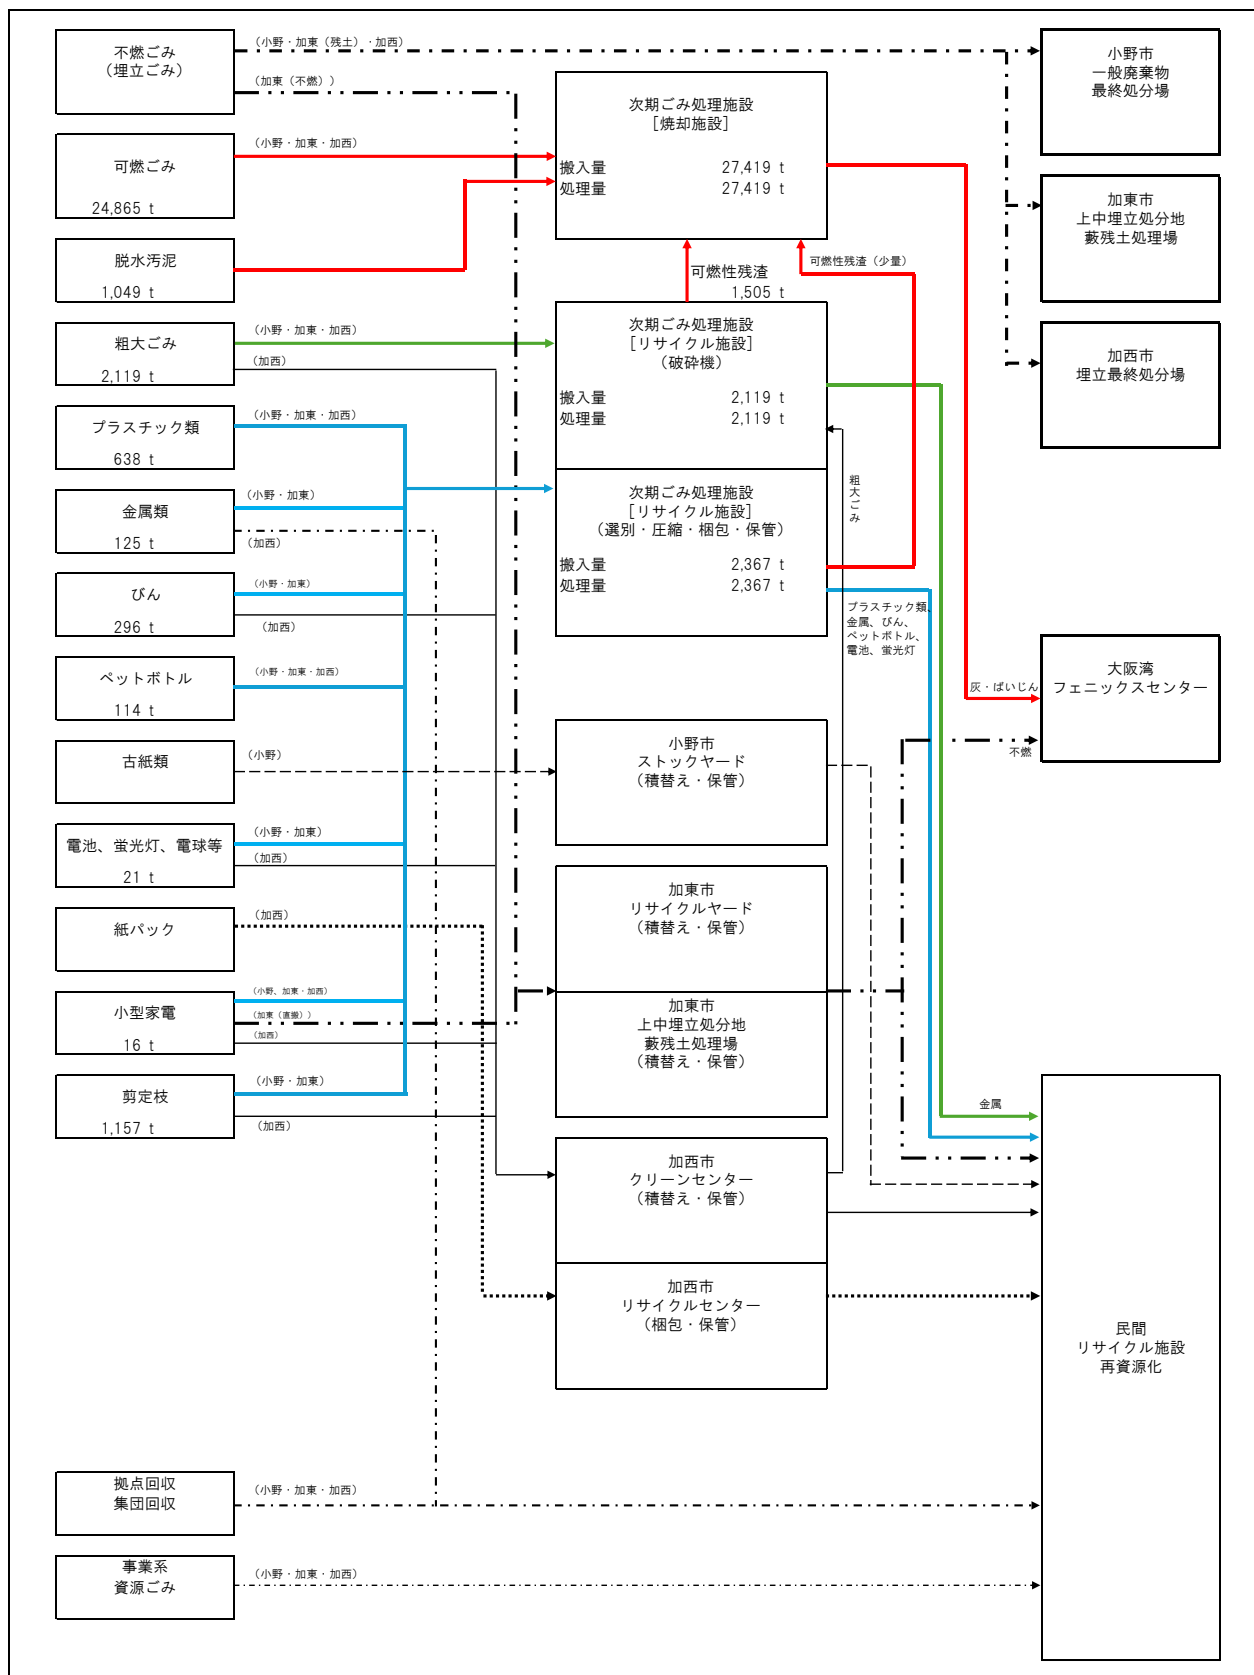 不燃ごみ
（埋立ごみ）
（小野・加東（残土）・加西）
（加東（不燃））
可燃ごみ
24,865 t
（小野・加東・加西）
脱水汚泥
1,049 t
粗大ごみ
2,119 t
（小野・加東・加西）
（加西）
プラスチック類
638 t
（小野・加東・加西）
金属類
125 t
（小野・加東）
（加西）
びん
296 t
（小野・加東）
（加西）
ペットボトル
114 t
（小野・加東・加西）
古紙類
（小野）
電池、蛍光灯、電球等
21 t
（小野・加東）
（加西）
紙パック
（加西）
小型家電
16 t
（小野、加東・加西）
（加東（直搬））
（加西）
剪定枝
1,157 t
（小野・加東）
（加西）
拠点回収
集団回収
（小野・加東・加西）
事業系
資源ごみ
（小野・加東・加西）
次期ごみ処理施設
[焼却施設]
搬入量 27,419 t
処理量 27,419 t
可燃性残渣
1,505 t
可燃性残渣（少量）
次期ごみ処理施設
[リサイクル施設]
（破砕機）
搬入量 2,119 t
処理量 2,119 t
次期ごみ処理施設
[リサイクル施設]
（選別・圧縮・梱包・保管）
搬入量 2,367 t
処理量 2,367 t
粗大ごみ
プラスチック類、
金属、びん、
ペットボトル、
電池、蛍光灯
小野市
ストックヤード
（積替え・保管）
加東市
リサイクルヤード
（積替え・保管）
加東市
上中埋立処分地
藪残土処理場
（積替え・保管）
加西市
クリーンセンター
（積替え・保管）
加西市
リサイクルセンター
（梱包・保管）
小野市
一般廃棄物
最終処分場
加東市
上中埋立処分地
藪残土処理場
加西市
埋立最終処分場
大阪湾
フェニックスセンター
灰・ばいじん
不燃
金属
民間
リサイクル施設
再資源化